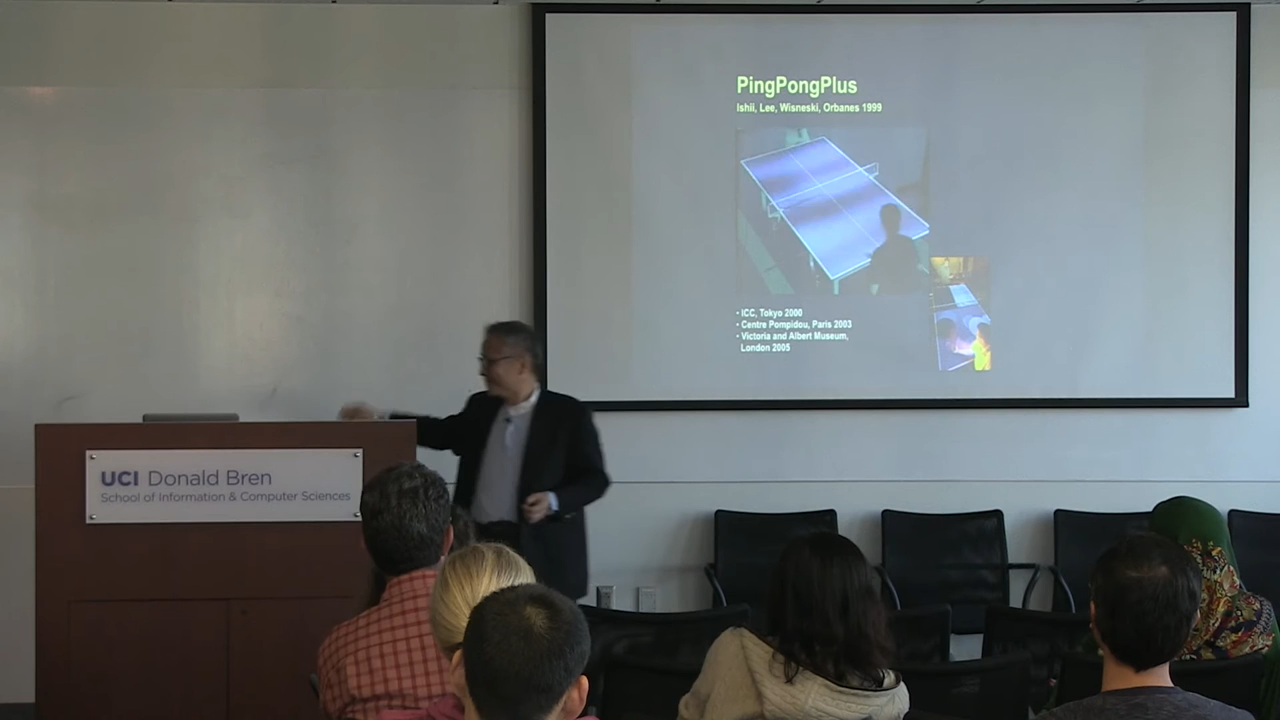 PingPongPlus
Ishii, Lee, Wisneski, Orbanes 1999
• ICC, Tokyo 2000
• Centre Pompidou, Paris 2003
• Victoria and Albert Museum,
London 2005
UCI Donald Bren
School of Information & Computer Sciences